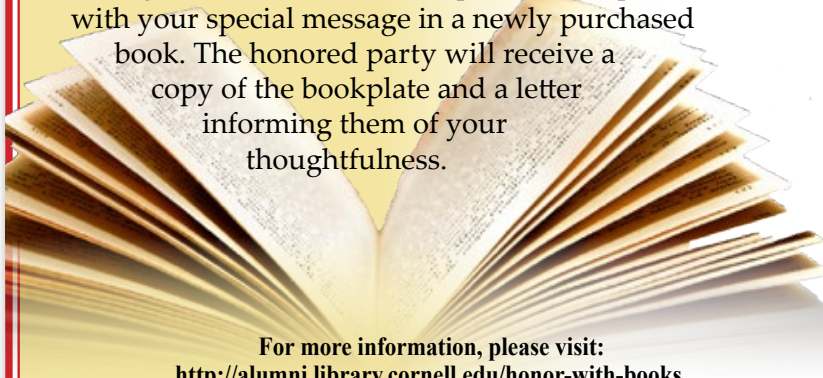 with your special message in a newly purchased
book. The honored party will receive a
copy of the bookplate and a letter
informing them of your
thoughtfulness.
For more information, please visit:
http://alumni.library.cornell.edu/honor-with-books